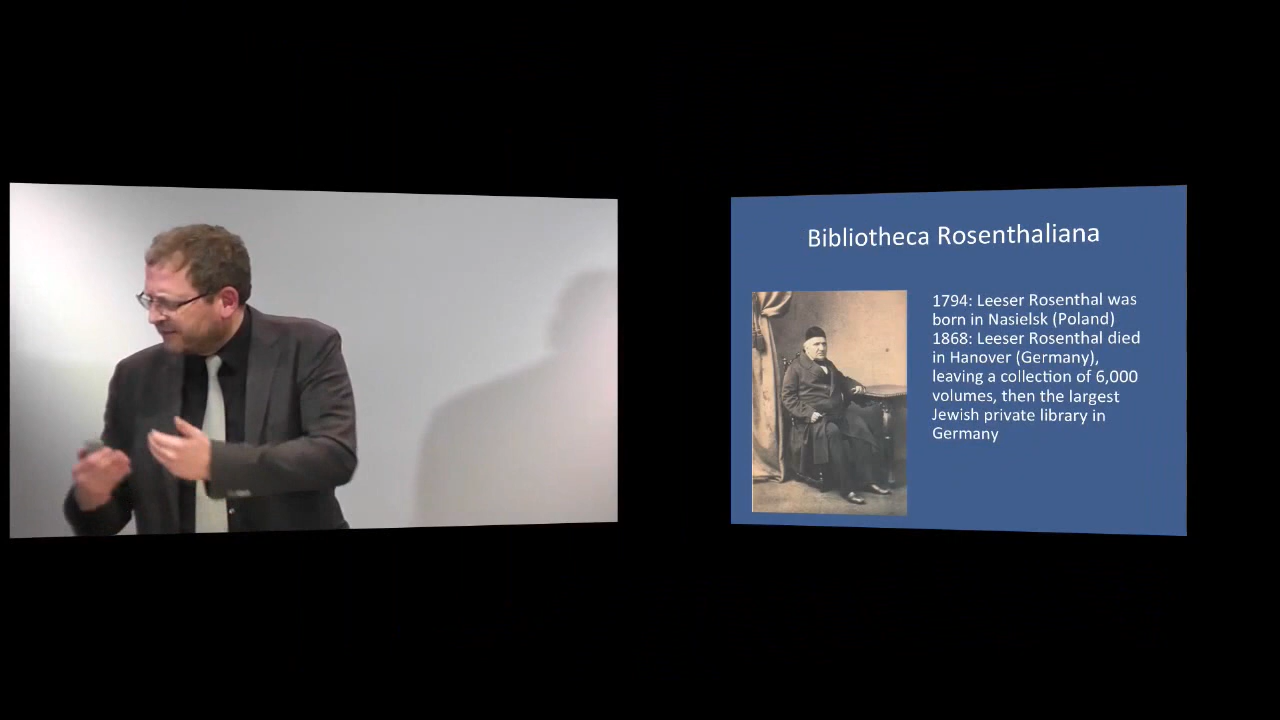 Bibliotheca Rosenthaliana
1794: Leeser Rosenthal was
born in Nasielsk (Poland)
1868: Leeser Rosenthal died
in Hanover (Germany),
leaving a collection of 6,000
volumes, then the largest
Jewish private library in
Germany